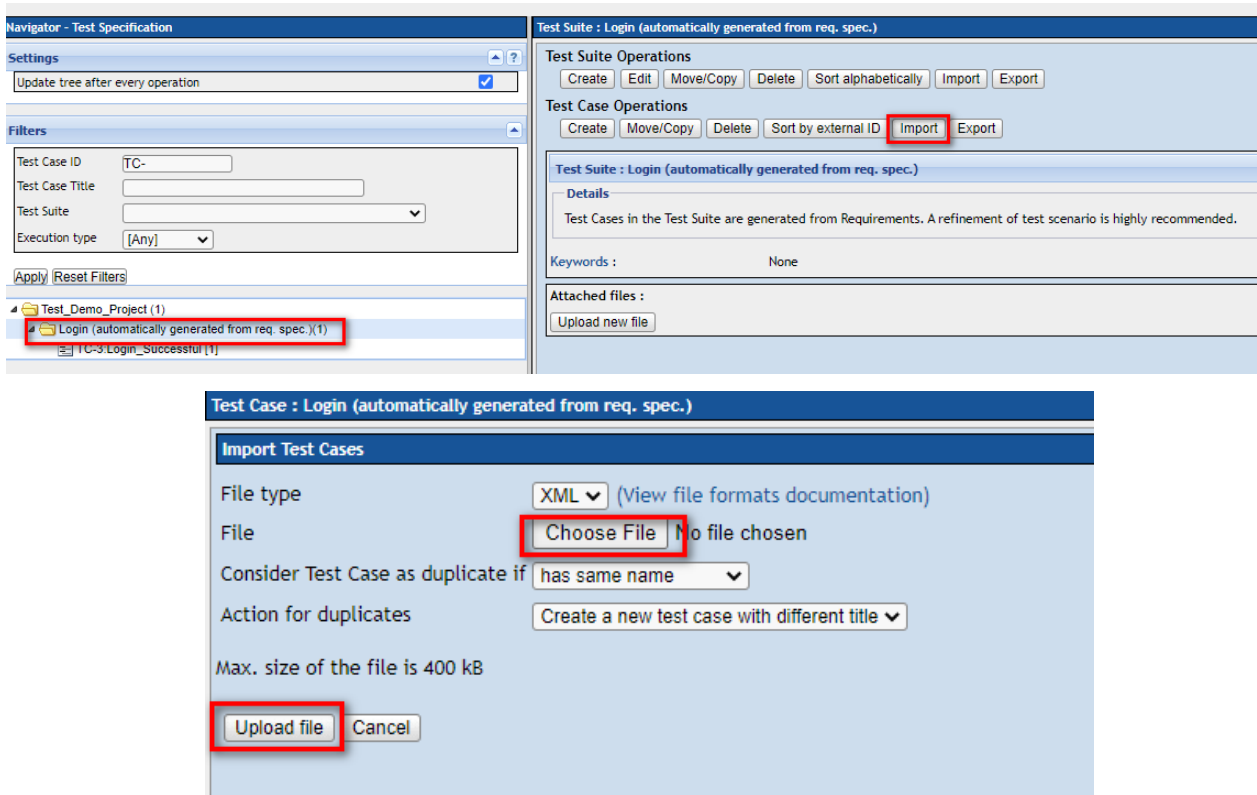 Navigator - Test Specification
Settings
?
Update tree after every operation
Filters
Test Case ID TC-
Test Case Title
Test Suite
Execution type [Any]
Apply Reset Filters
Test_Demo_Project (1)
Login (automatically generated from req. spec.)(1)
TC-3:Login_Successful [1]
Test Suite : Login (automatically generated from req. spec.)
Test Suite Operations
Create Edit Move/Copy Delete Sort alphabetically Import Export
Test Case Operations
Create Move/Copy Delete Sort by external ID Import Export
Test Suite : Login (automatically generated from req. spec.)
Details
Test Cases in the Test Suite are generated from Requirements. A refinement of test scenario is highly recommended.
Keywords : None
Attached files :
Upload new file
Test Case : Login (automatically generated from req. spec.)
Import Test Cases
File type XML (View file formats documentation)
File Choose File No file chosen
Consider Test Case as duplicate if has same name
Action for duplicates Create a new test case with different title
Max. size of the file is 400 kB
Upload file Cancel